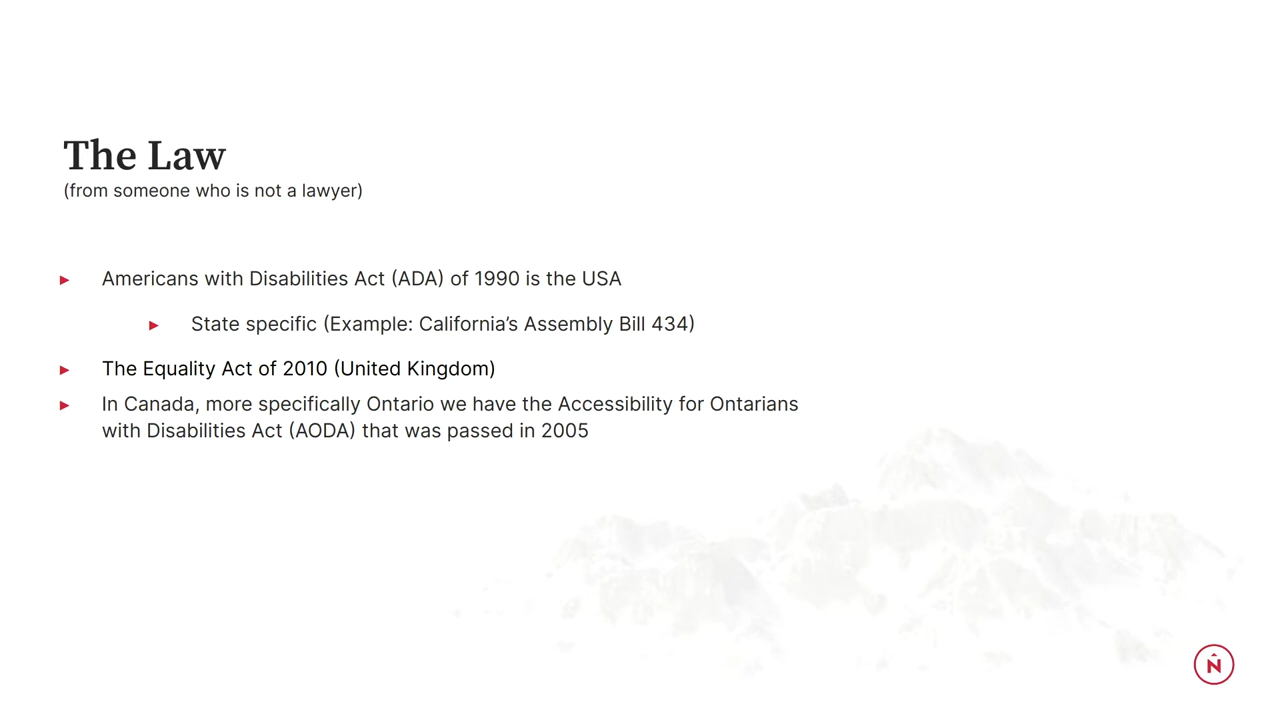 The Law
(from someone who is not a lawyer)
► Americans with Disabilities Act (ADA) of 1990 is the USA
► State specific (Example: California’s Assembly Bill 434)
► The Equality Act of 2010 (United Kingdom)
► In Canada, more specifically Ontario we have the Accessibility for Ontarians
with Disabilities Act (AODA) that was passed in 2005
N